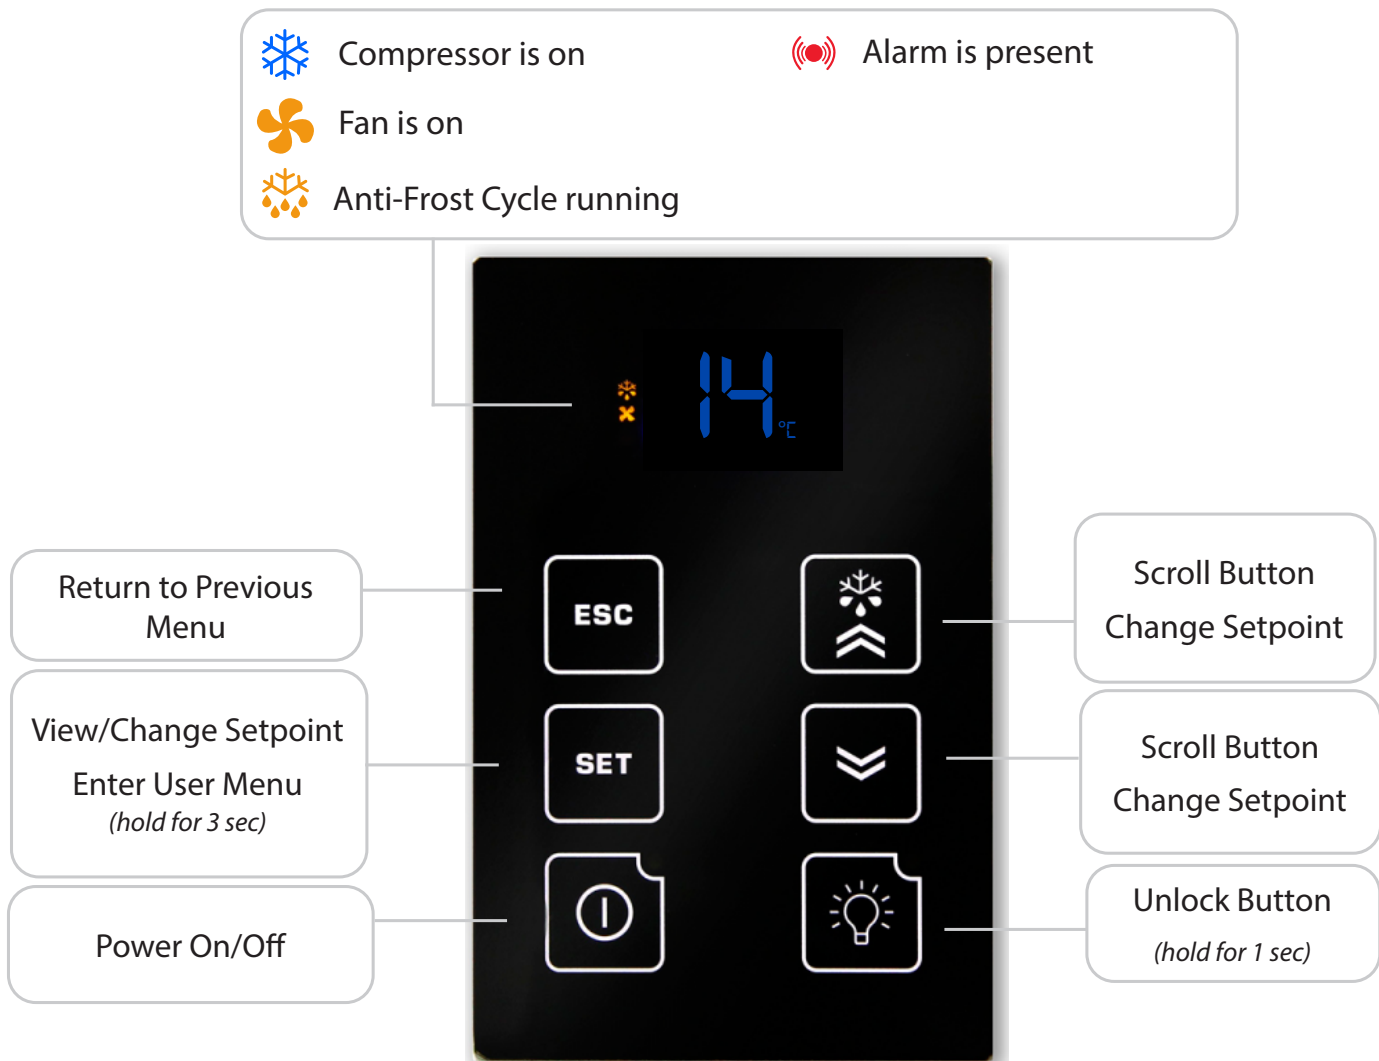 Compressor is on
Alarm is present
Fan is on
Anti-Frost Cycle running
14 °C
Return to Previous
Menu
ESC
Scroll Button
Change Setpoint
View/Change Setpoint
Enter User Menu
(hold for 3 sec)
SET
Scroll Button
Change Setpoint
Power On/Off
Unlock Button
(hold for 1 sec)